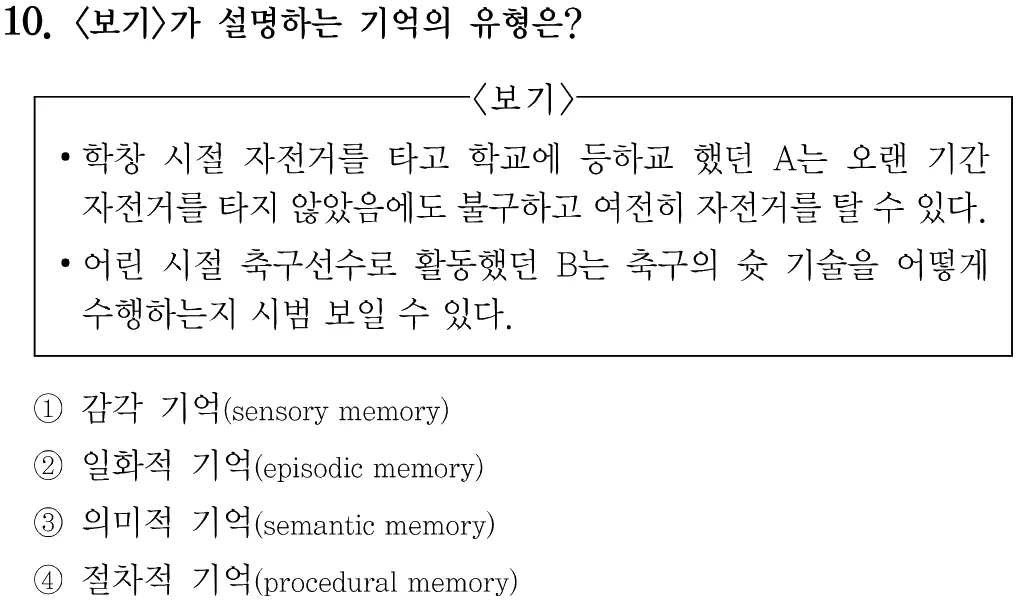 10. 〈보기〉가 설명하는 기억의 유형은?
〈보기〉
• 학창 시절 자전거를 타고 학교에 등하교 했던 A는 오랜 기간
자전거를 타지 않았음에도 불구하고 여전히 자전거를 탈 수 있다.
• 어린 시절 축구선수로 활동했던 B는 축구의 슛 기술을 어떻게
수행하는지 시범 보일 수 있다.
① 감각 기억(sensory memory)
② 일화적 기억(episodic memory)
③ 의미적 기억(semantic memory)
④ 절차적 기억(procedural memory)